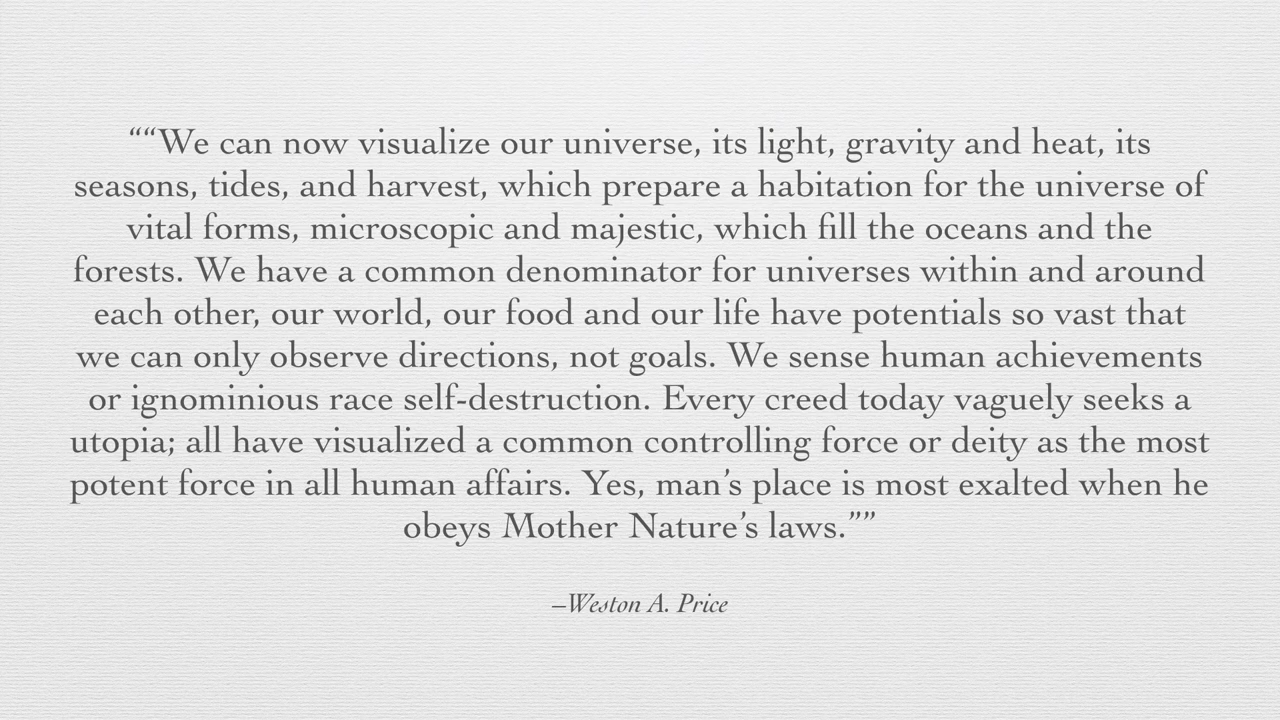 ““We can now visualize our universe, its light, gravity and heat, its
seasons, tides, and harvest, which prepare a habitation for the universe of
vital forms, microscopic and majestic, which fill the oceans and the
forests. We have a common denominator for universes within and around
each other, our world, our food and our life have potentials so vast that
we can only observe directions, not goals. We sense human achievements
or ignominious race self-destruction. Every creed today vaguely seeks a
utopia; all have visualized a common controlling force or deity as the most
potent force in all human affairs. Yes, man’s place is most exalted when he
obeys Mother Nature’s laws.””
–Weston A. Price